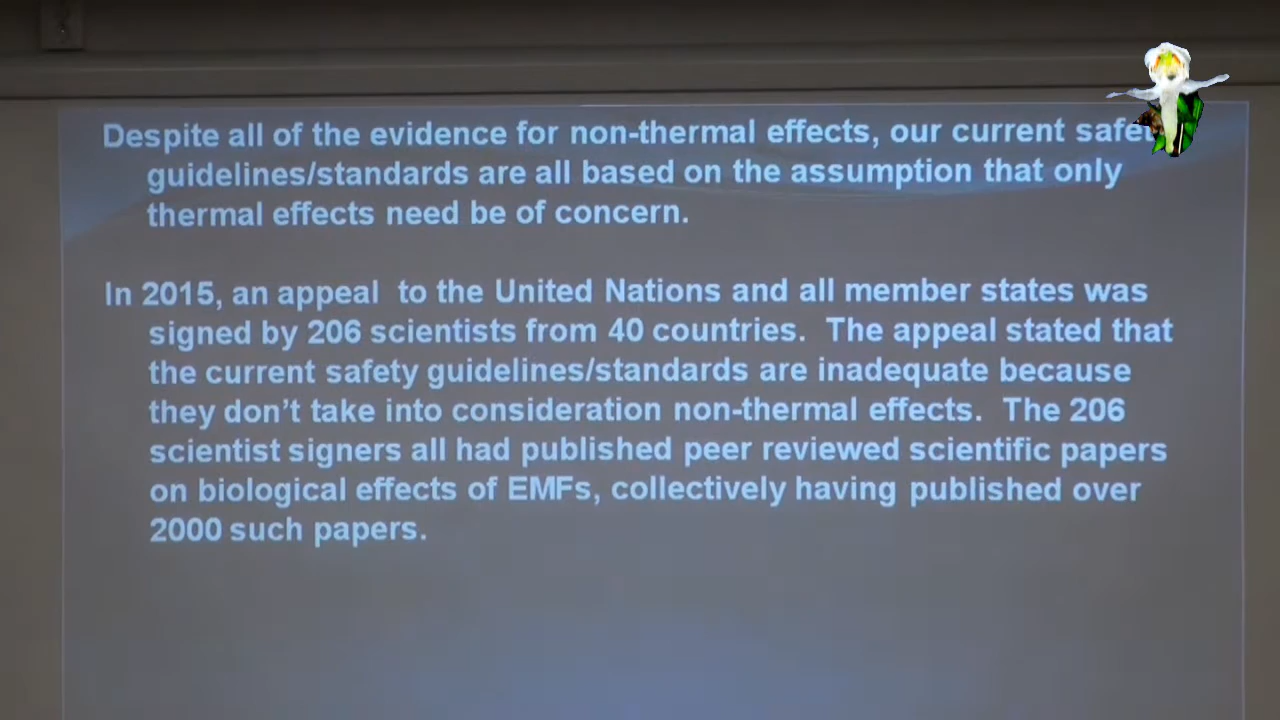 Despite all of the evidence for non-thermal effects, our current
guidelines/standards are all based on the assumption that only
thermal effects need be of concern.
In 2015, an appeal to the United Nations and all member states was
signed by 206 scientists from 40 countries. The appeal stated that
the current safety guidelines/standards are inadequate because
they don't take into consideration non-thermal effects. The 206
scientist signers all had published peer reviewed scientific papers
on biological effects of EMFs, collectively having published over
2000 such papers.